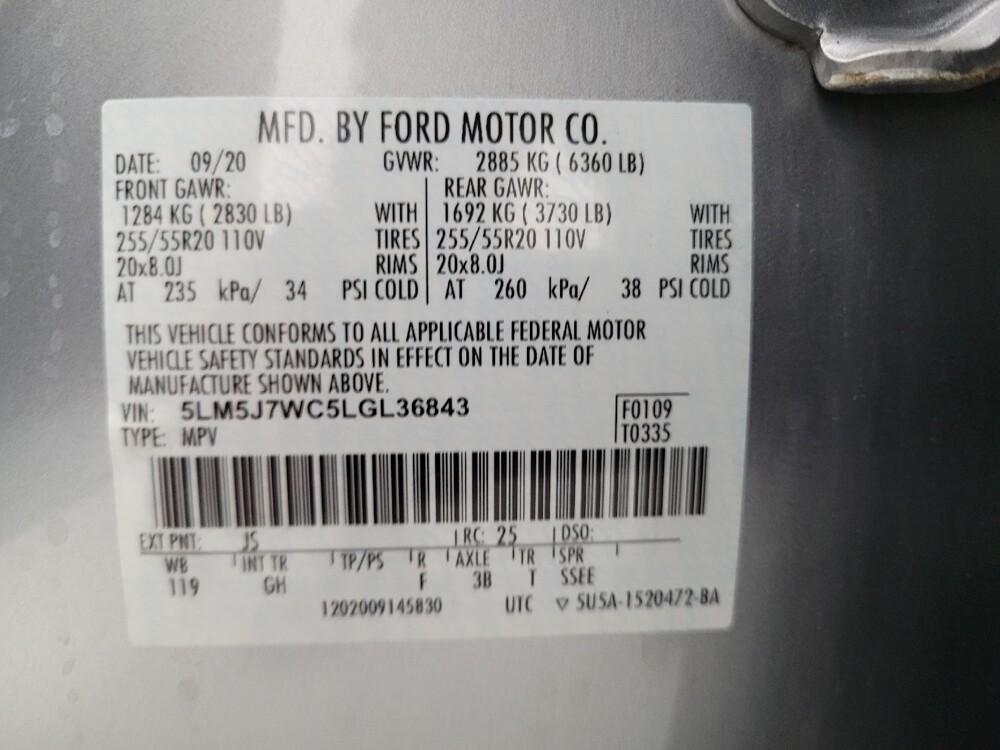 MFD. BY FORD MOTOR CO.
DATE: 09/20 GVWR: 2885 KG ( 6360 LB)
FRONT GAWR: REAR GAWR:
1284 KG ( 2830 LB) WITH 1692 KG ( 3730 LB) WITH
255/55R20 110V TIRES 255/55R20 110V TIRES
20x8.0J RIMS 20x8.0J RIMS
AT 235 kPa/ 34 PSI COLD AT 260 kPa/ 38 PSI COLD
THIS VEHICLE CONFORMS TO ALL APPLICABLE FEDERAL MOTOR
VEHICLE SAFETY STANDARDS IN EFFECT ON THE DATE OF
MANUFACTURE SHOWN ABOVE.
VIN: 5LM5J7WC5LGL36843 F0109
TYPE: MPV T0335
EXT PNT: JS RC: 25 DSO:
WB INT TR TP/PS R AXLE TR SPR
119 GH F 3B T SSEE
1202009145830 UTC ▽ 5U5A-1520472-BA